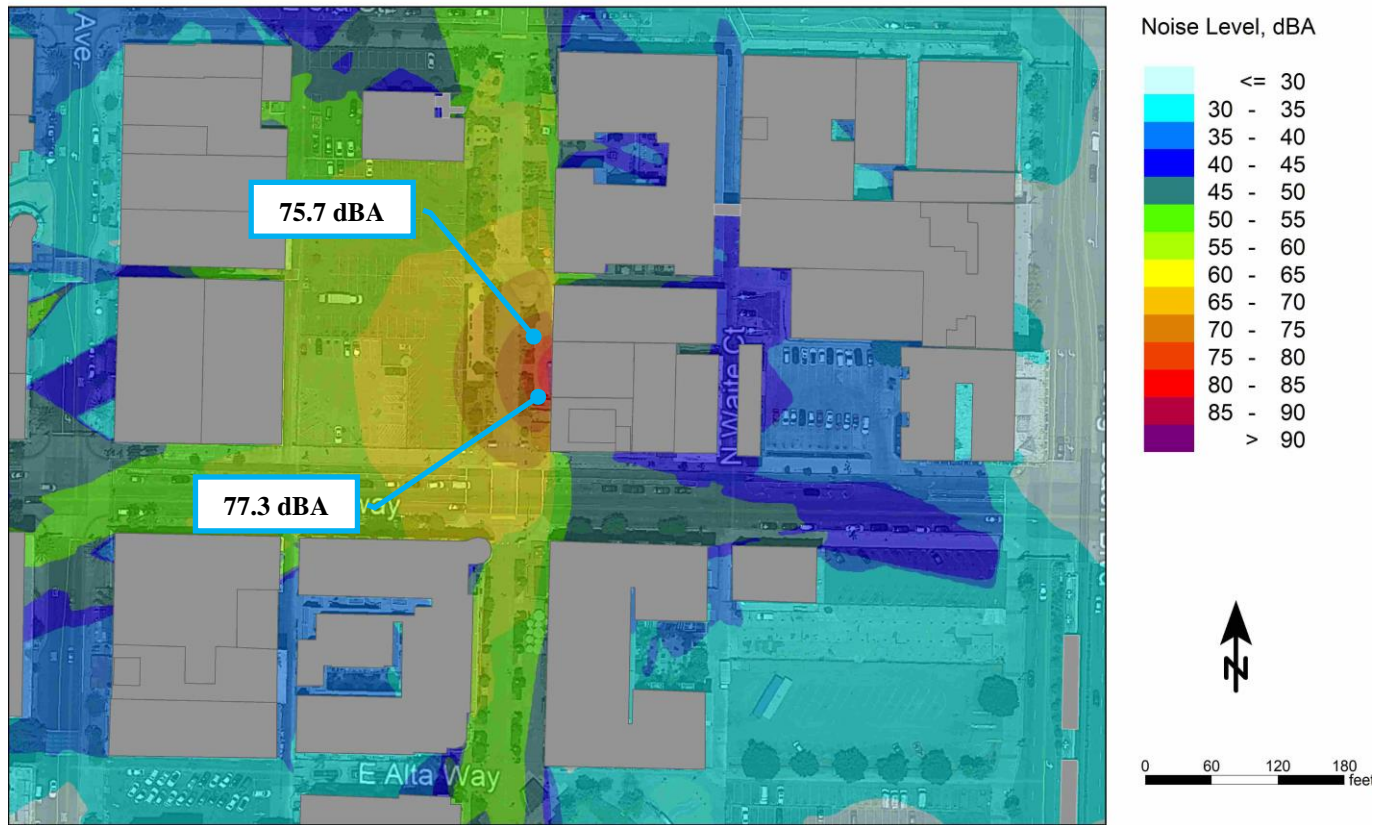 Ave
75.7 dBA
77.3 dBA
way
N Waite Ct
E Alta Way
Noise Level, dBA
<= 30
30 - 35
35 - 40
40 - 45
45 - 50
50 - 55
55 - 60
60 - 65
65 - 70
70 - 75
75 - 80
80 - 85
85 - 90
> 90
N
0 60 120 180
feet